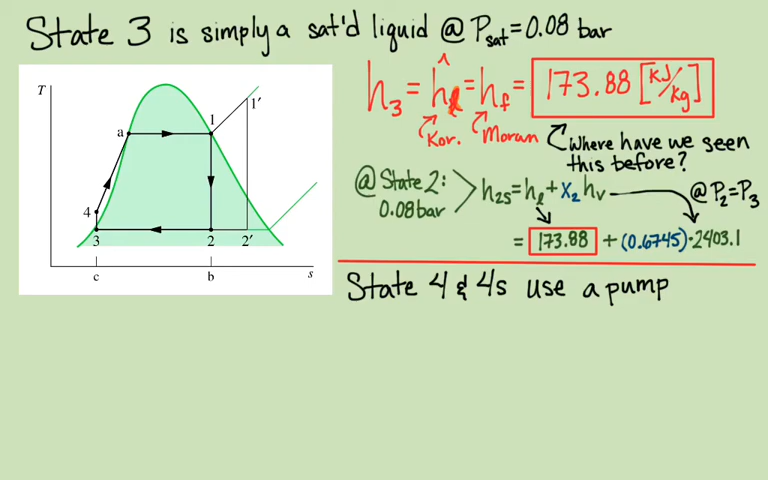 State 3 is simply a sat'd liquid @ Psat = 0.08 bar
T
1'
1
a
4
3
2
2'
c
b
s
h3 = ĥl = hf = 173.88 [kJ/kg]
Kor. Moran
Where have we seen
this before?
@ State 2:
0.08 bar
h2s = hl + x2 hv
@ P2 = P3
= 173.88 + (0.6745)·2403.1
State 4 & 4s use a pump